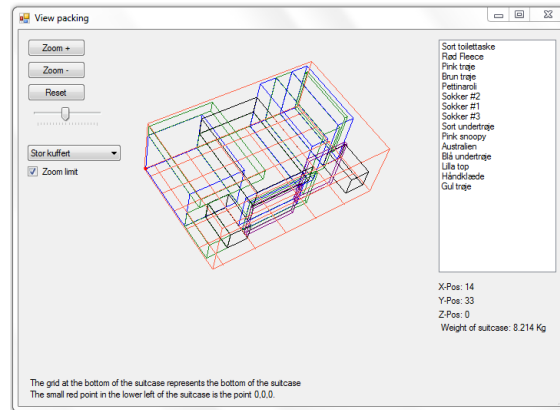 View packing
Zoom +
Zoom -
Reset
Stor kuffert
Zoom limit
Sort toilettaske
Rød Fleece
Pink trøje
Brun trøje
Pettinaroli
Sokker #2
Sokker #1
Sokker #3
Sort undertrøje
Pink snoopy
Australien
Blå undertrøje
Lilla top
Håndklæde
Gul trøje
X-Pos: 14
Y-Pos: 33
Z-Pos: 0
Weight of suitcase: 8.214 Kg
The grid at the bottom of the suitcase represents the bottom of the suitcase
The small red point in the lower left of the suitcase is the point 0,0,0.